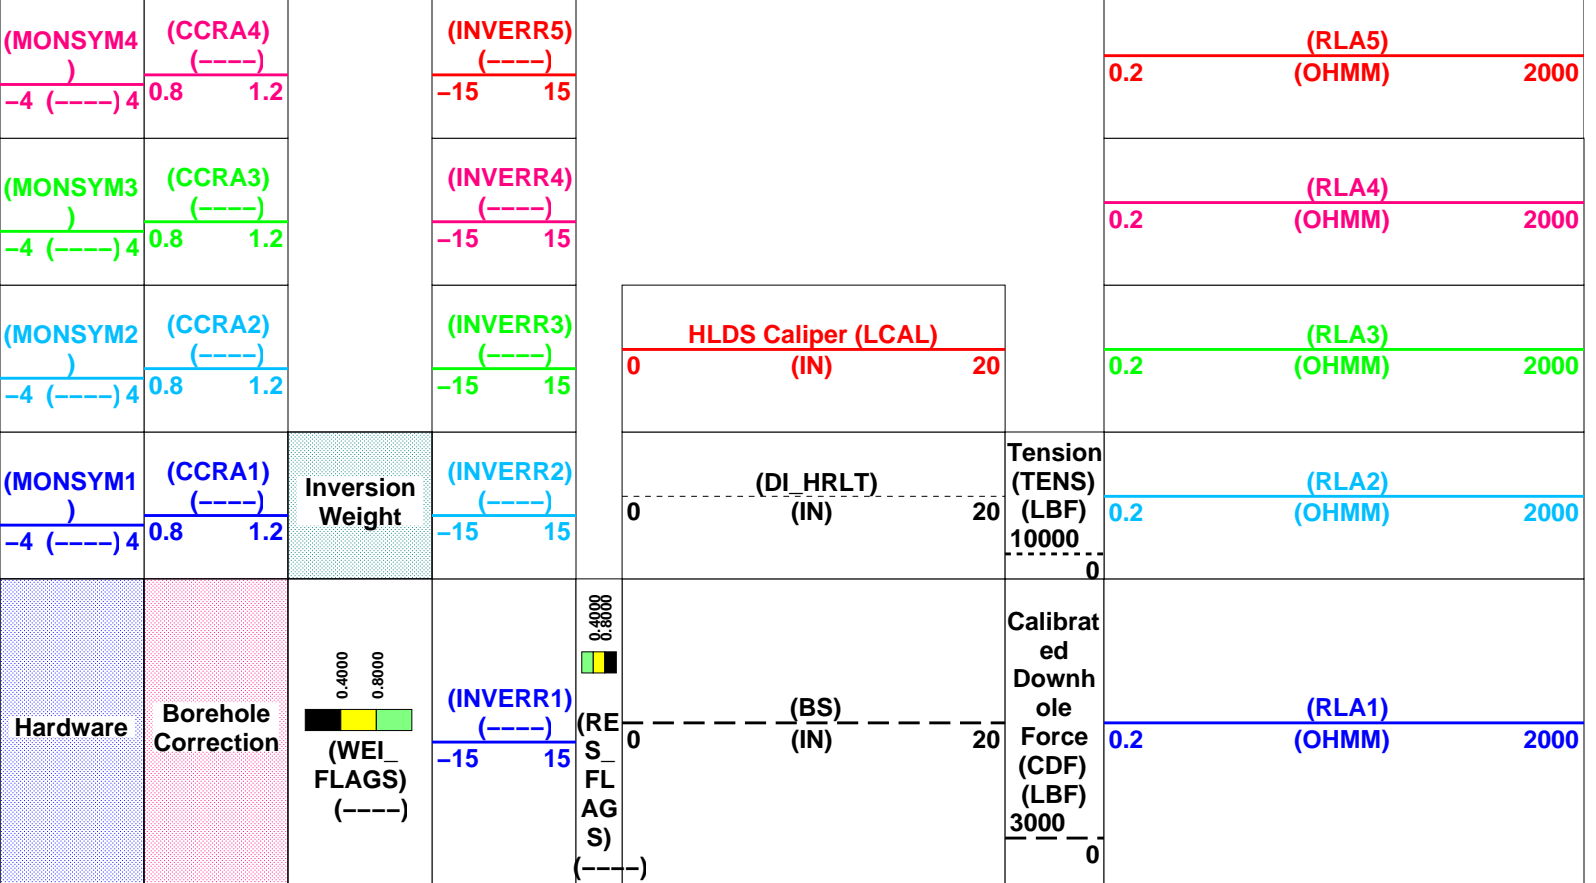 (MONSYM4
)
−4 (−−−−) 4
(CCRA4)
(−−−−)
0.8 1.2
(INVERR5)
(−−−−)
−15 15
(RLA5)
0.2 (OHMM) 2000
(MONSYM3
)
−4 (−−−−) 4
(CCRA3)
(−−−−)
0.8 1.2
(INVERR4)
(−−−−)
−15 15
(RLA4)
0.2 (OHMM) 2000
(MONSYM2
)
−4 (−−−−) 4
(CCRA2)
(−−−−)
0.8 1.2
(INVERR3)
(−−−−)
−15 15
HLDS Caliper (LCAL)
0 (IN) 20
(RLA3)
0.2 (OHMM) 2000
(MONSYM1
)
−4 (−−−−) 4
(CCRA1)
(−−−−)
0.8 1.2
Inversion
Weight
(INVERR2)
(−−−−)
−15 15
(DI_HRLT)
0 (IN) 20
Tension
(TENS)
(LBF)
10000
0
(RLA2)
0.2 (OHMM) 2000
Hardware
Borehole
Correction
0.4000
0.8000
(WEI_
FLAGS)
(−−−−)
(INVERR1)
(−−−−)
−15 15
0.4000
0.8000
(RE
S_
FL
AG
S)
(−−−−)
(BS)
0 (IN) 20
Calibrat
ed
Downh
ole
Force
(CDF)
(LBF)
3000
0
(RLA1)
0.2 (OHMM) 2000